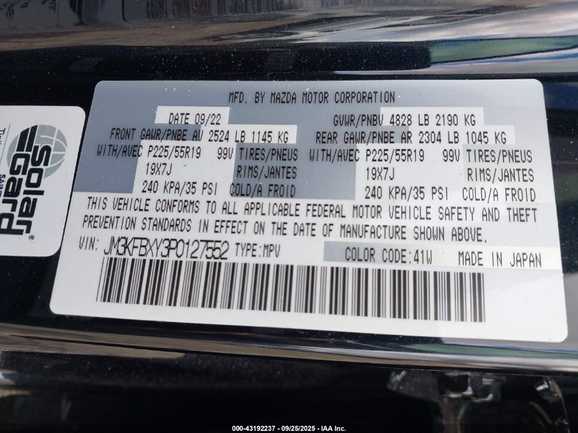 MFD. BY MAZDA MOTOR CORPORATION
DATE 09/22 GVWR/PNBV 4828 LB 2190 KG
FRONT GAWR/PNBE AV 2524 LB 1145 KG REAR GAWR/PNBE AR 2304 LB 1045 KG
WITH/AVEC P225/55R19 99V TIRES/PNEUS WITH/AVEC P225/55R19 99V TIRES/PNEUS
19X7J RIMS/JANTES 19X7J RIMS/JANTES
240 KPA/35 PSI COLD/A FROID 240 KPA/35 PSI COLD/A FROID
THIS VEHICLE CONFORMS TO ALL APPLICABLE FEDERAL MOTOR VEHICLE SAFETY AND THEFT
PREVENTION STANDARDS IN EFFECT ON THE DATE OF MANUFACTURE SHOWN ABOVE.
VIN: JM3KFBXY3P0127552 TYPE:MPV COLOR CODE:41W MADE IN JAPAN
Solar
Gard
000-43192237 - 09/25/2025 - IAA Inc.